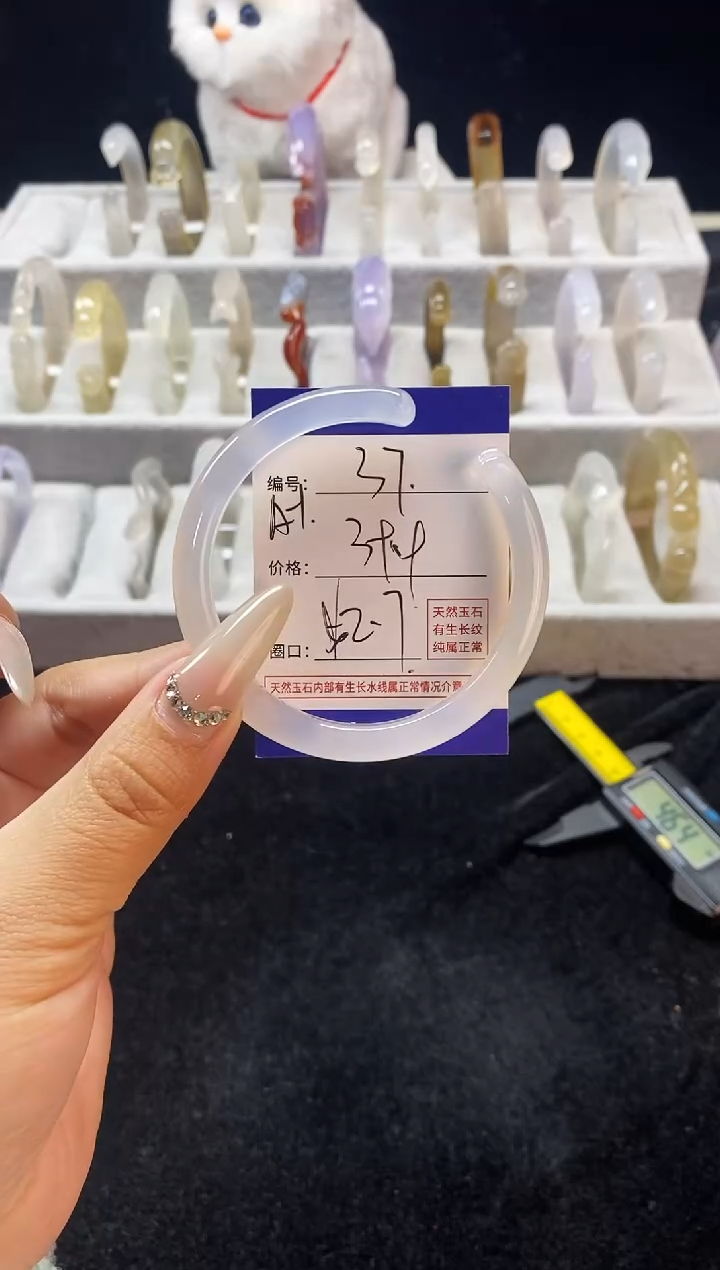 编号: 37.
A1.
价格: 394
圈口: 2.7
天然玉石
有生长纹
纯属正常
天然玉石内部有生长水线属正常情况介意